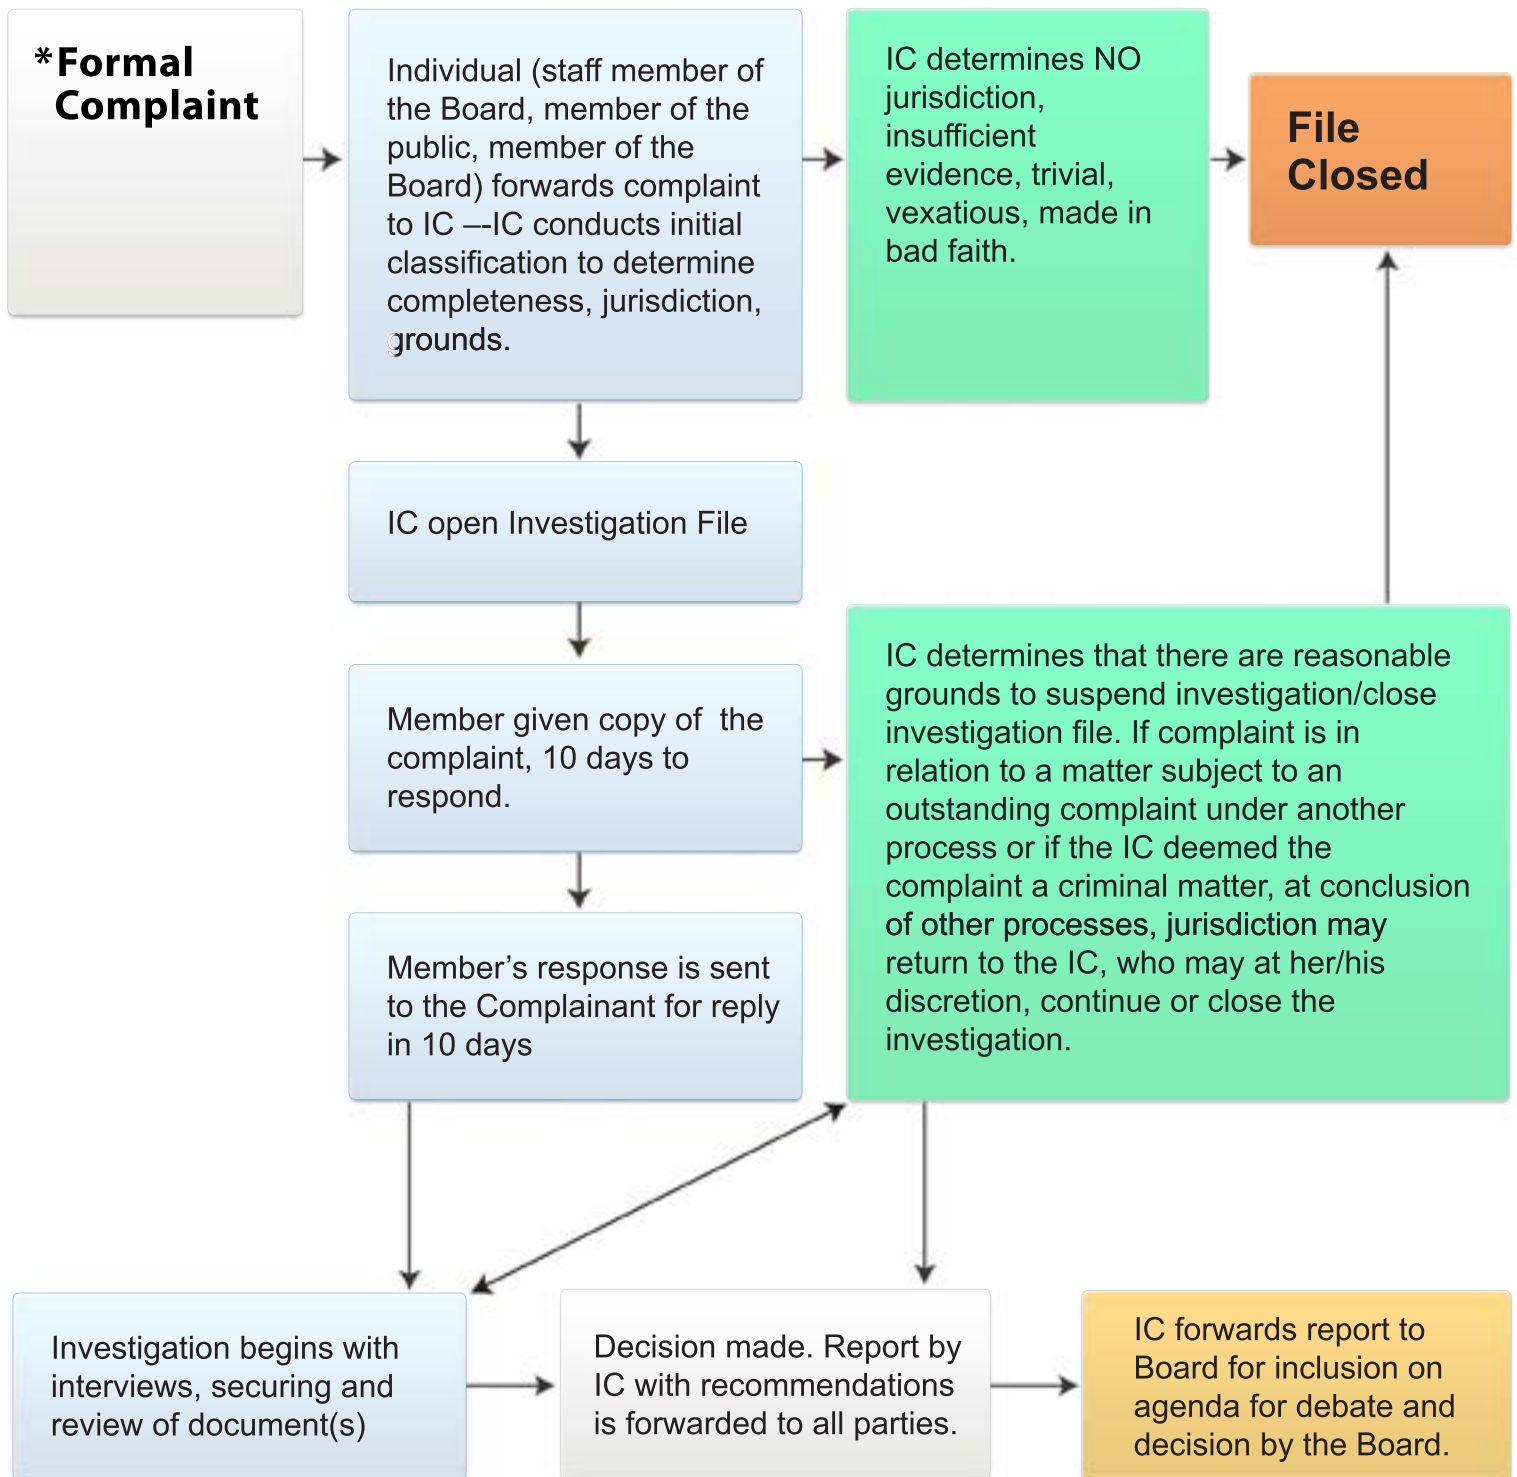 *Formal
Complaint
Individual (staff member of
the Board, member of the
public, member of the
Board) forwards complaint
to IC –-IC conducts initial
classification to determine
completeness, jurisdiction,
grounds.
IC determines NO
jurisdiction,
insufficient
evidence, trivial,
vexatious, made in
bad faith.
File
Closed
IC open Investigation File
Member given copy of the
complaint, 10 days to
respond.
IC determines that there are reasonable
grounds to suspend investigation/close
investigation file. If complaint is in
relation to a matter subject to an
outstanding complaint under another
process or if the IC deemed the
complaint a criminal matter, at conclusion
of other processes, jurisdiction may
return to the IC, who may at her/his
discretion, continue or close the
investigation.
Member’s response is sent
to the Complainant for reply
in 10 days
Investigation begins with
interviews, securing and
review of document(s)
Decision made. Report by
IC with recommendations
is forwarded to all parties.
IC forwards report to
Board for inclusion on
agenda for debate and
decision by the Board.